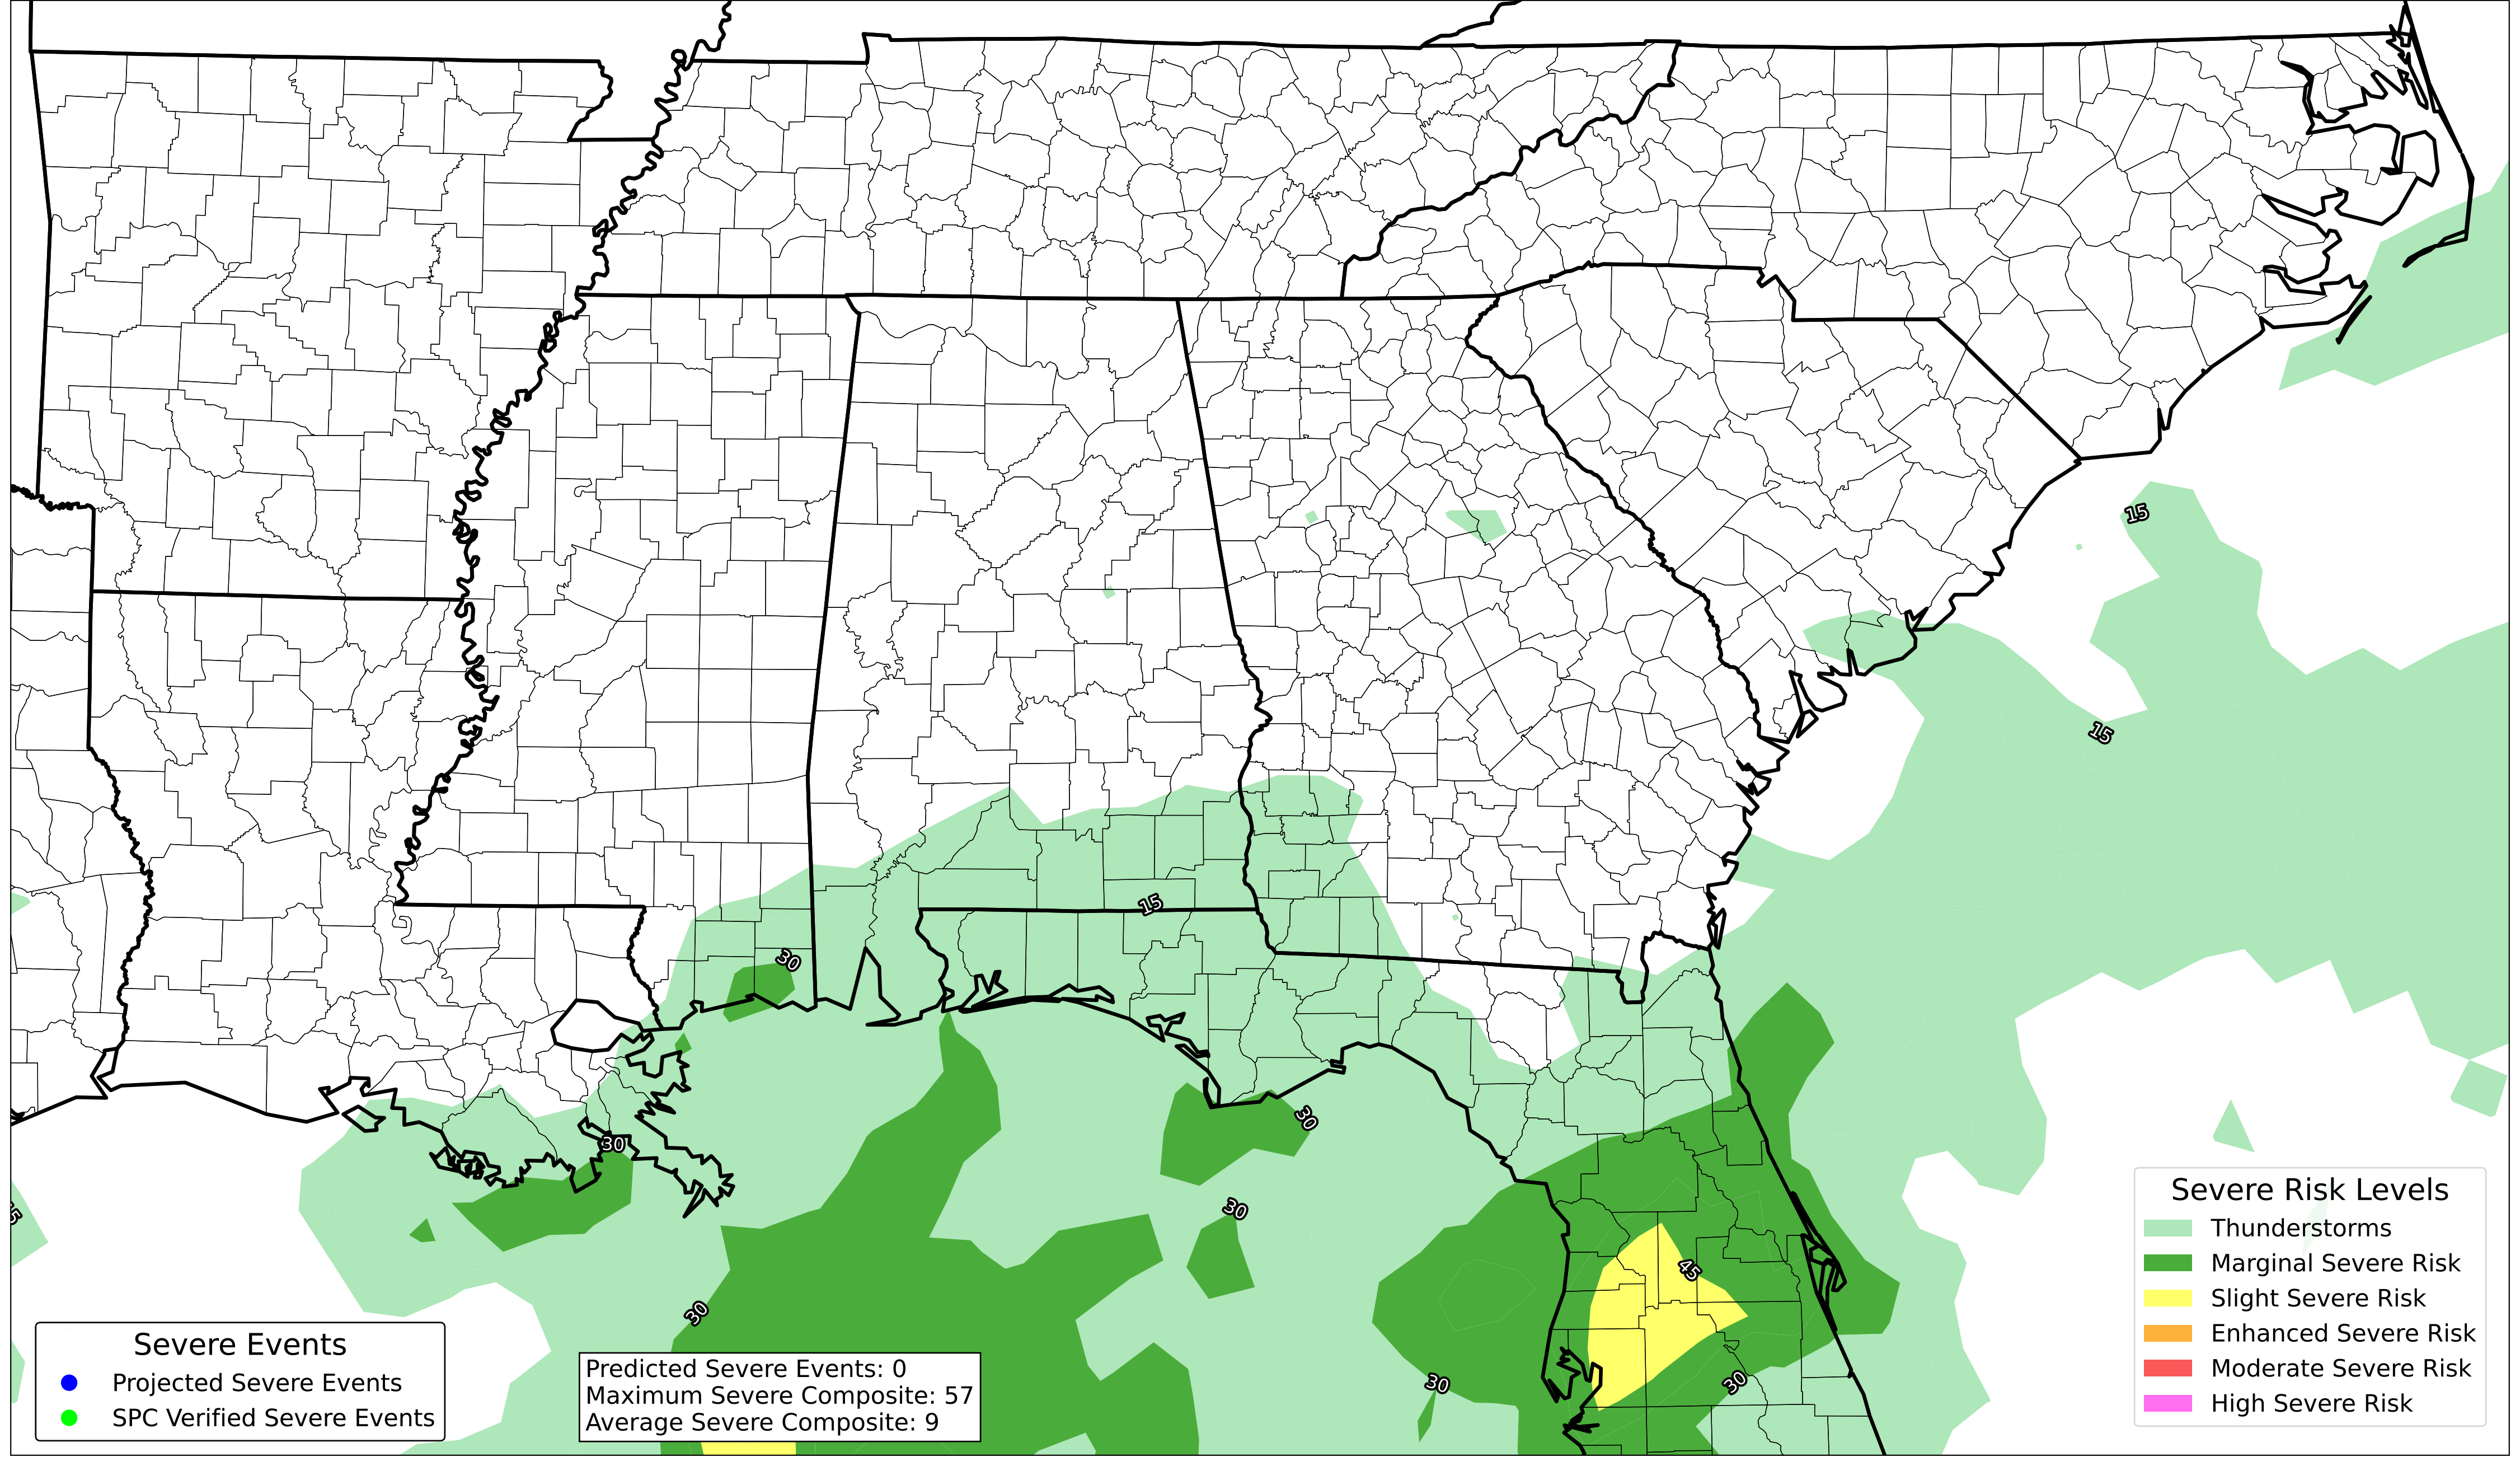 15
15
15
30
30
30
30
45
30
30
30
5
Severe Events
Projected Severe Events
SPC Verified Severe Events
Predicted Severe Events: 0
Maximum Severe Composite: 57
Average Severe Composite: 9
Severe Risk Levels
Thunderstorms
Marginal Severe Risk
Slight Severe Risk
Enhanced Severe Risk
Moderate Severe Risk
High Severe Risk